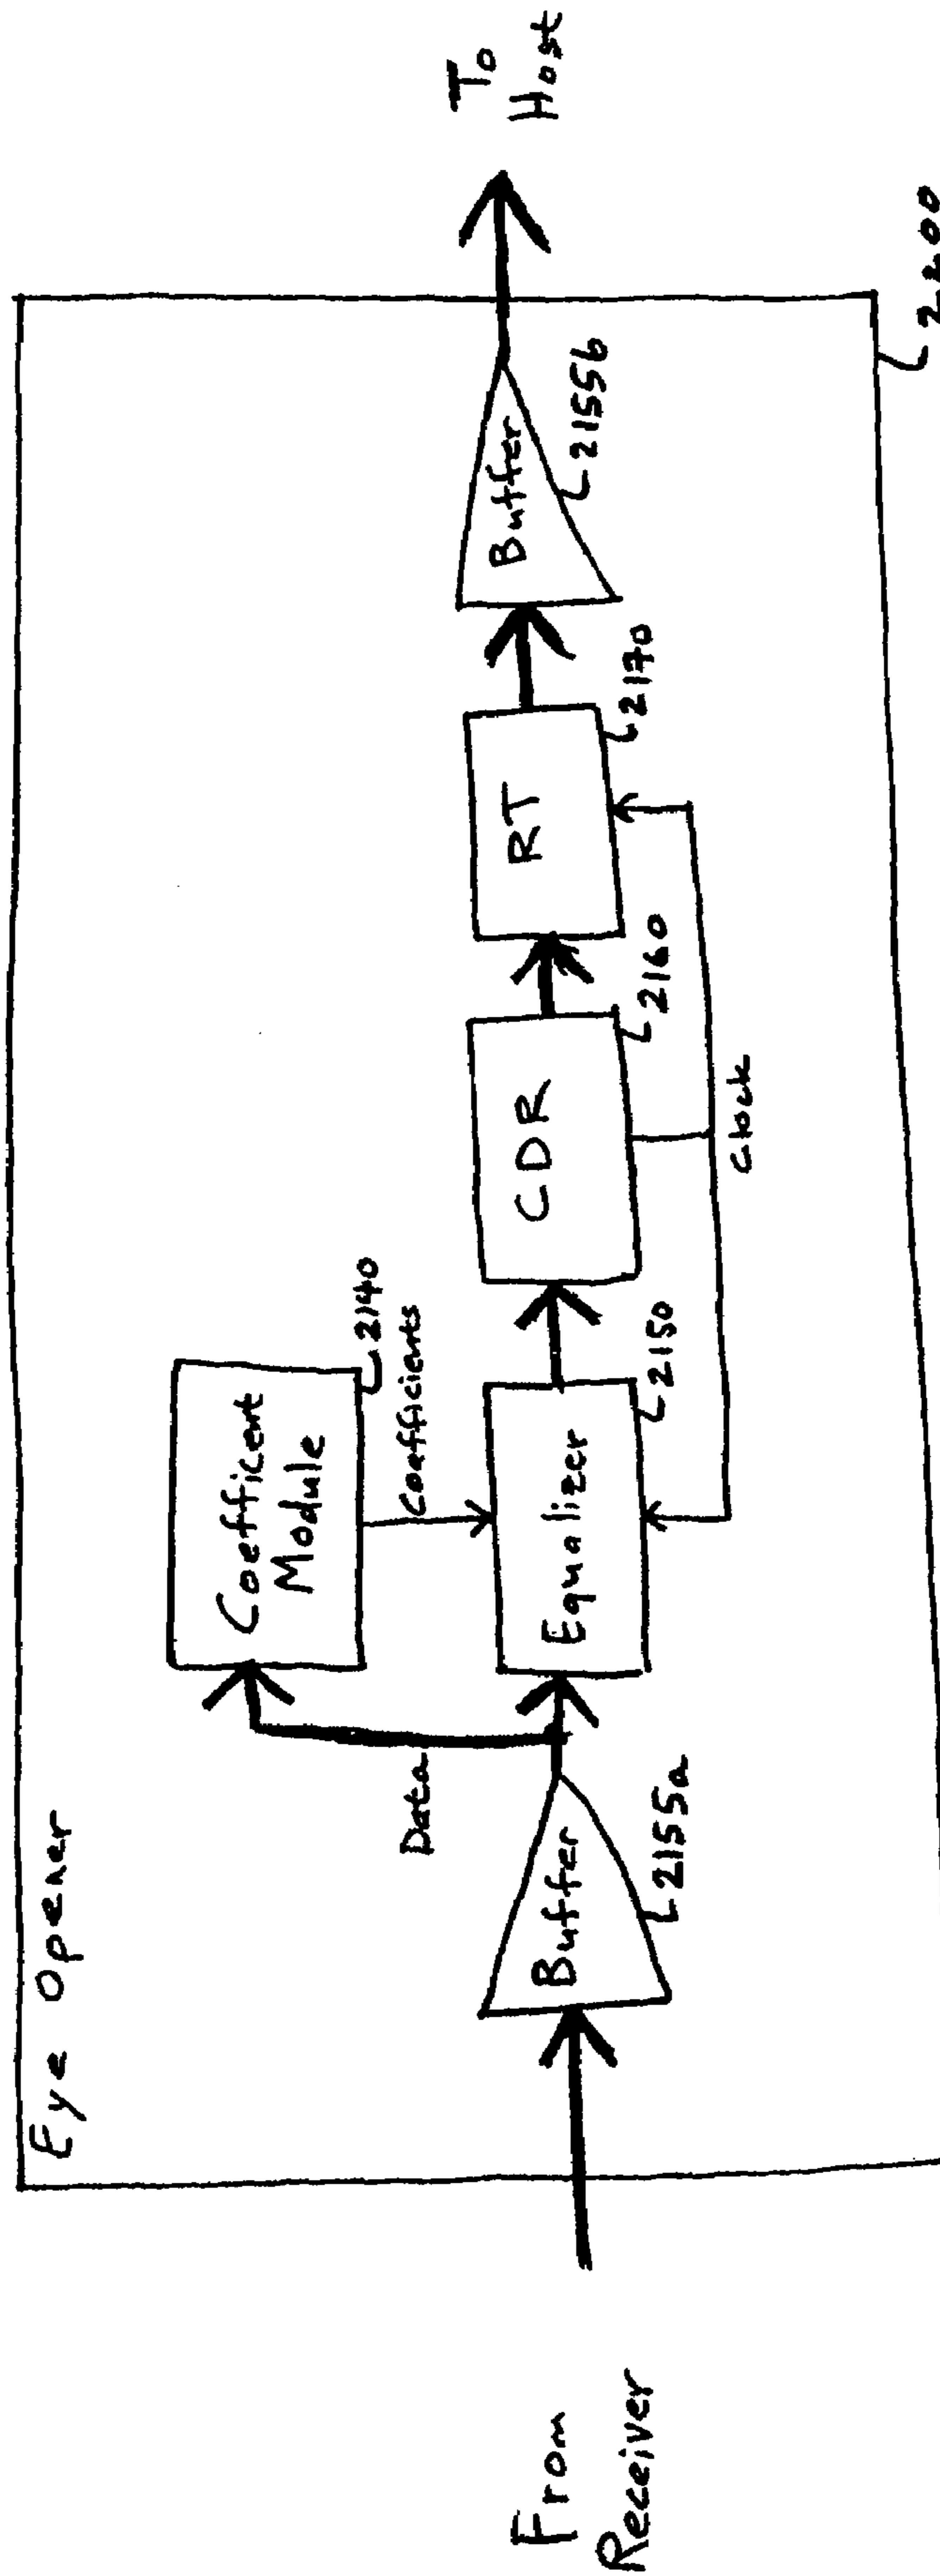 Eye Opener
From
Receiver
Buffer
2155a
Data
Coefficent
Module
2140
Coefficients
Equalizer
2150
CDR
2160
Clock
RT
2170
Buffer
2155b
To
Host
2200